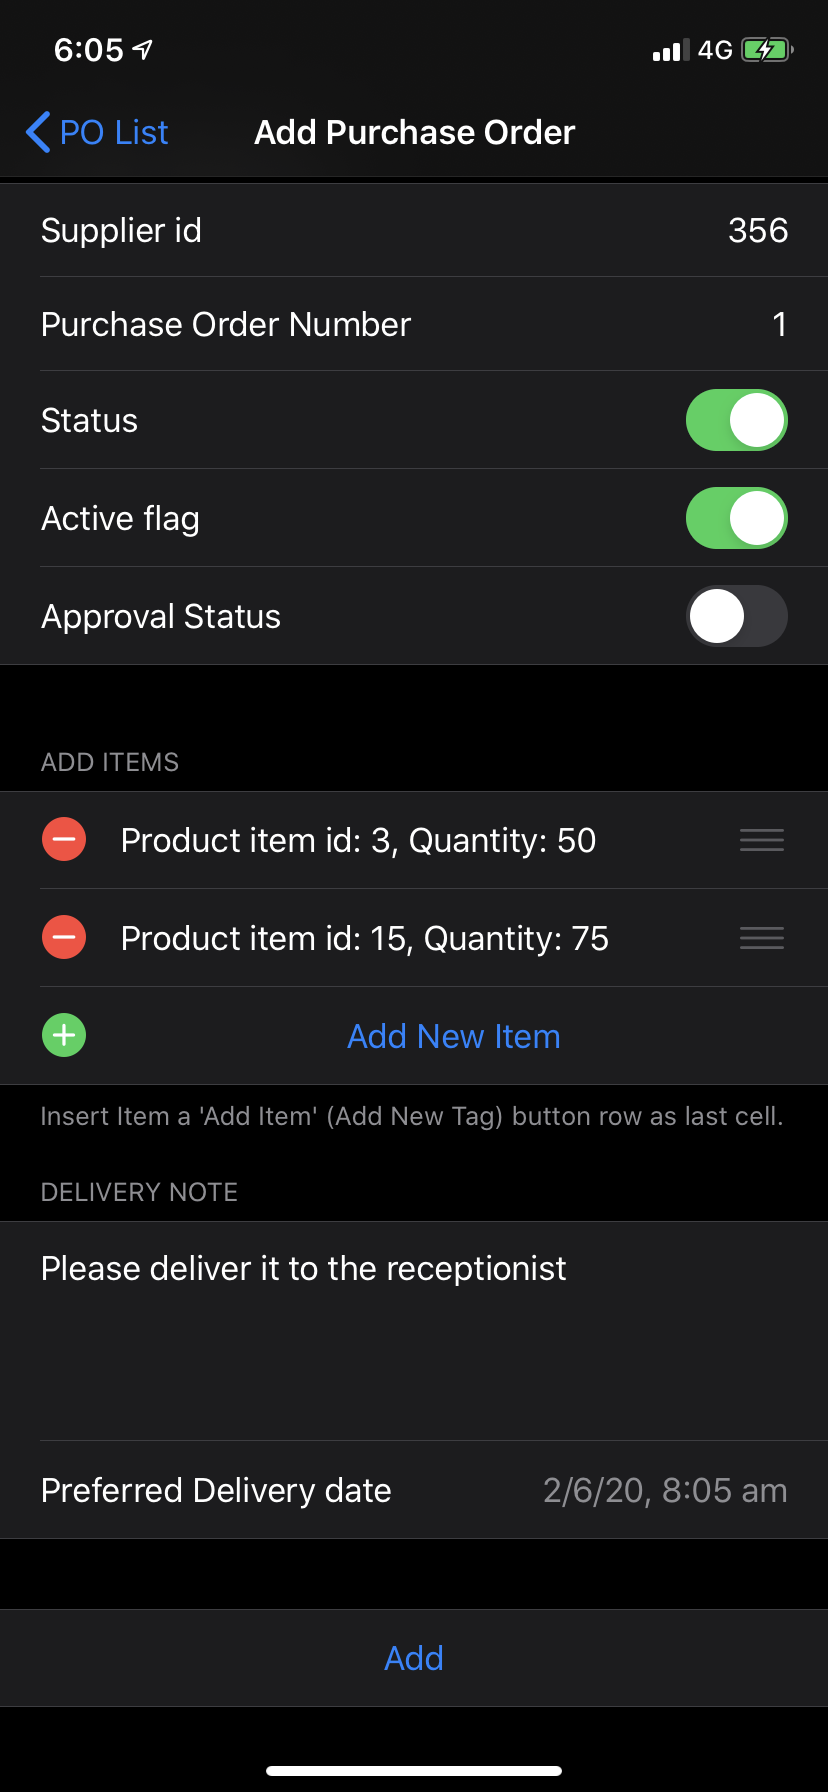 6:05 4G
PO List Add Purchase Order
Supplier id 356
Purchase Order Number 1
Status
Active flag
Approval Status
ADD ITEMS
Product item id: 3, Quantity: 50
Product item id: 15, Quantity: 75
Add New Item
Insert Item a 'Add Item' (Add New Tag) button row as last cell.
DELIVERY NOTE
Please deliver it to the receptionist
Preferred Delivery date 2/6/20, 8:05 am
Add